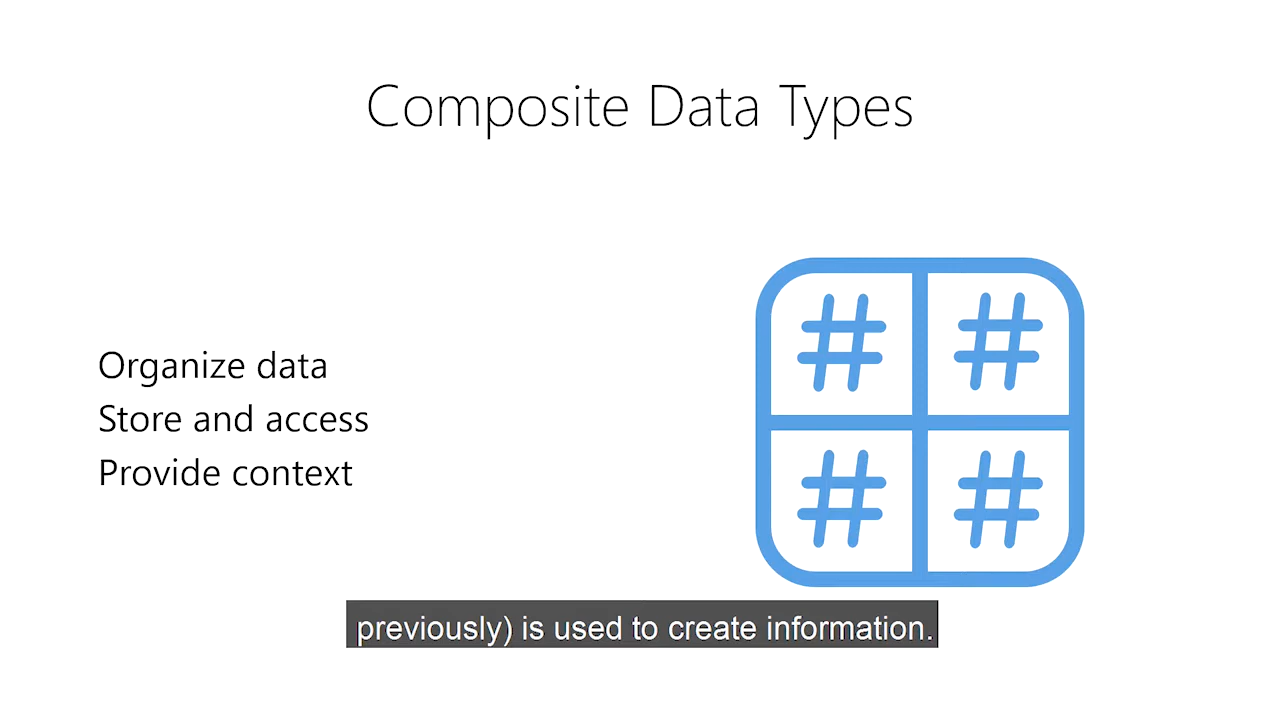 Composite Data Types
Organize data
Store and access
Provide context
# #
# #
previously) is used to create information.